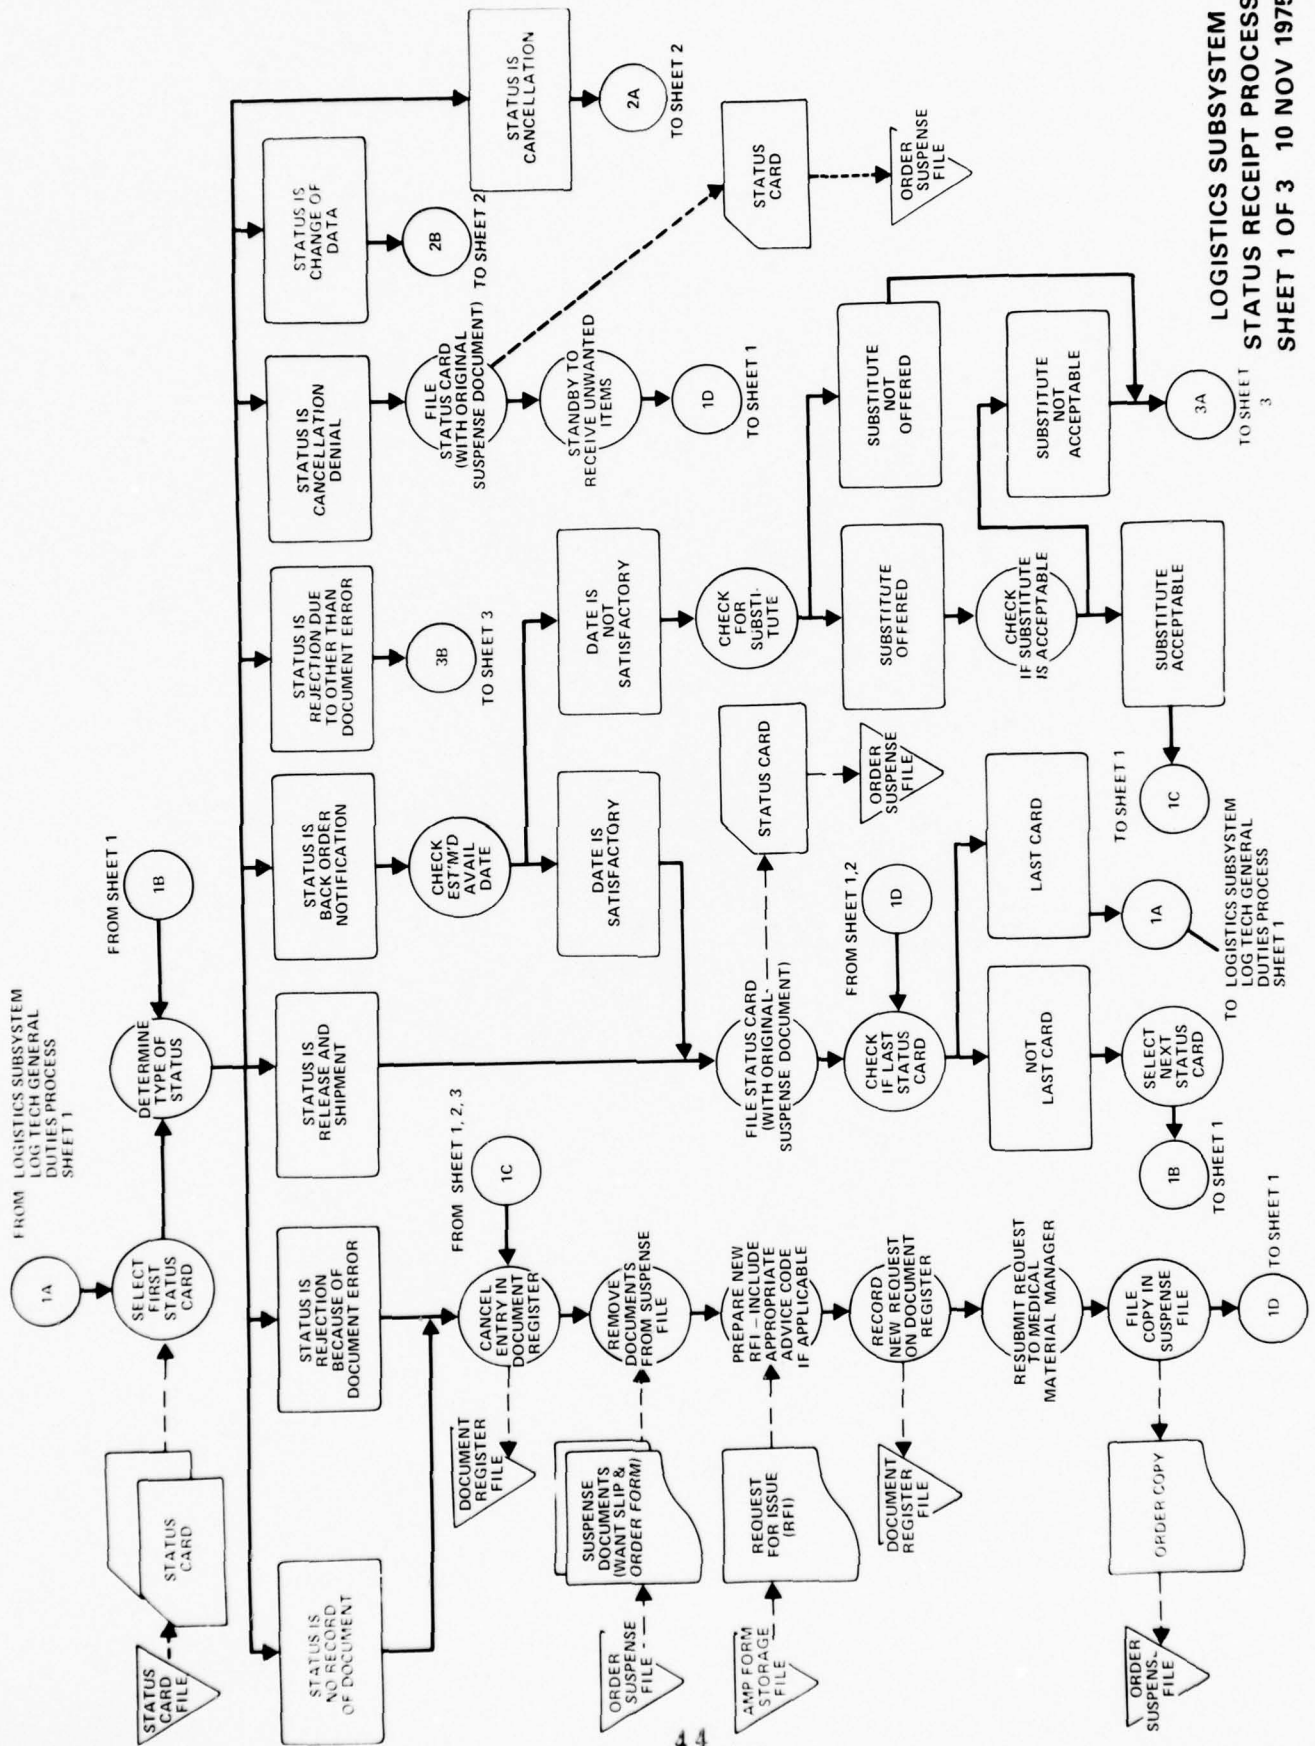 FROM LOGISTICS SUBSYSTEM
LOG TECH GENERAL
DUTIES PROCESS
SHEET 1
1A
SELECT
FIRST
STATUS
CARD
STATUS
CARD
STATUS
CARD
FILE
FROM SHEET 1
1B
DETERMINE
TYPE OF
STATUS
STATUS IS
NO RECORD
OF DOCUMENT
STATUS IS
REJECTION
BECAUSE OF
DOCUMENT ERROR
STATUS IS
RELEASE AND
SHIPMENT
STATUS IS
BACK ORDER
NOTIFICATION
STATUS IS
REJECTION DUE
TO OTHER THAN
DOCUMENT ERROR
STATUS IS
CANCELLATION
DENIAL
STATUS IS
CHANGE OF
DATA
STATUS IS
CANCELLATION
2A
TO SHEET 2
2B
TO SHEET 2
FILE
STATUS CARD
(WITH ORIGINAL
SUSPENSE DOCUMENT)
STATUS
CARD
ORDER
SUSPENSE
FILE
STANDBY TO
RECEIVE UNWANTED
ITEMS
1D
TO SHEET 1
3B
TO SHEET 3
CHECK
EST'M'D
AVAIL
DATE
DATE IS
SATISFACTORY
DATE IS
NOT
SATISFACTORY
CHECK
FOR
SUBSTI-
TUTE
SUBSTITUTE
OFFERED
SUBSTITUTE
NOT
OFFERED
CHECK
IF SUBSTITUTE
IS ACCEPTABLE
SUBSTITUTE
NOT
ACCEPTABLE
SUBSTITUTE
ACCEPTABLE
3A
TO SHEET
3
TO SHEET 1
1C
FROM SHEET 1, 2, 3
1C
CANCEL
ENTRY IN
DOCUMENT
REGISTER
DOCUMENT
REGISTER
FILE
REMOVE
DOCUMENTS
FROM SUSPENSE
FILE
SUSPENSE
DOCUMENTS
(WANT SLIP &
ORDER FORM)
ORDER
SUSPENSE
FILE
PREPARE NEW
RFI – INCLUDE
APPROPRIATE
ADVICE CODE
IF APPLICABLE
REQUEST
FOR ISSUE
(RFI)
AMP FORM
STORAGE
FILE
RECORD
NEW REQUEST
ON DOCUMENT
REGISTER
DOCUMENT
REGISTER
FILE
RESUBMIT REQUEST
TO MEDICAL
MATERIAL MANAGER
FILE
COPY IN
SUSPENSE
FILE
ORDER COPY
ORDER
SUSPENS.
FILE
1D
TO SHEET 1
FILE STATUS CARD
(WITH ORIGINAL
SUSPENSE DOCUMENT)
STATUS CARD
ORDER
SUSPENSE
FILE
FROM SHEET 1,2
1D
CHECK
IF LAST
STATUS
CARD
NOT
LAST CARD
LAST CARD
SELECT
NEXT
STATUS
CARD
1B
TO SHEET 1
1A
TO LOGISTICS SUBSYSTEM
LOG TECH GENERAL
DUTIES PROCESS
SHEET 1
LOGISTICS SUBSYSTEM
STATUS RECEIPT PROCESS
SHEET 1 OF 3 10 NOV 1975
44